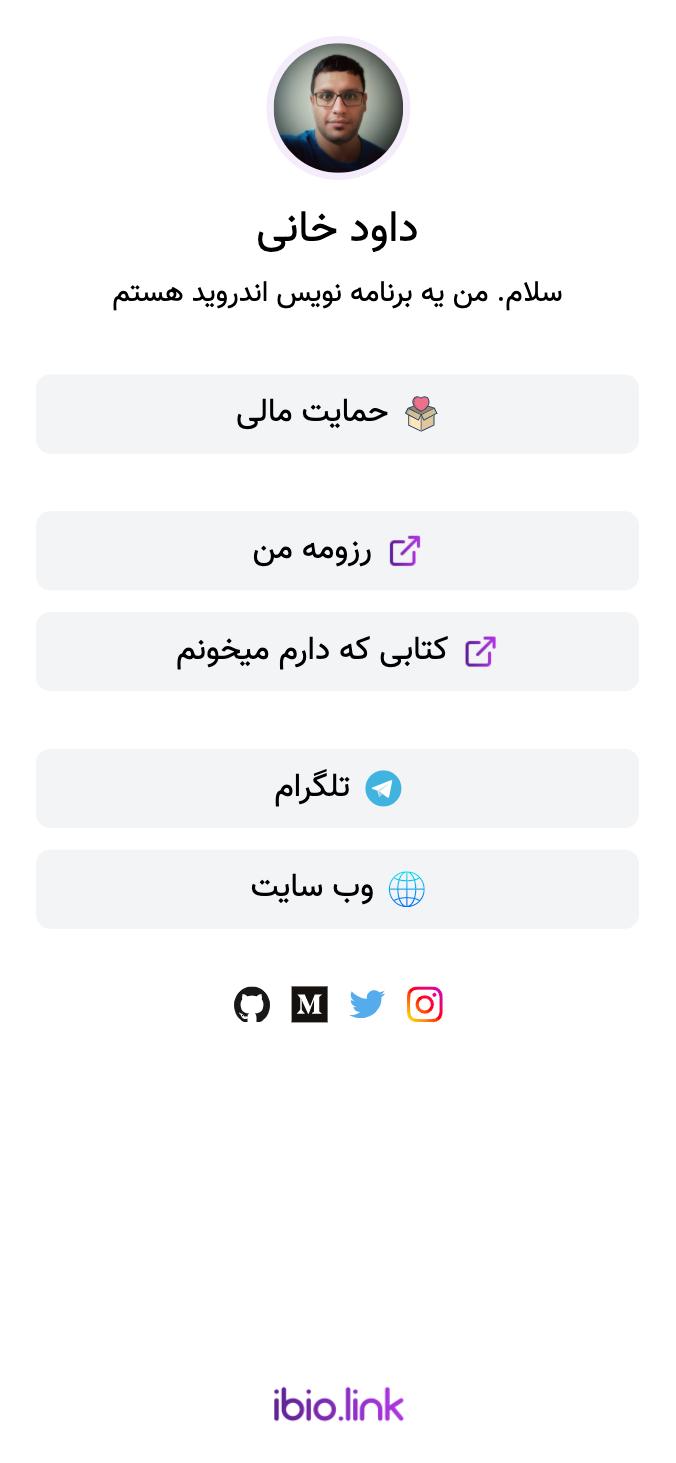 داود خانی
سلام. من یه برنامه نویس اندروید هستم
حمایت مالی
رزومه من
کتابی که دارم میخونم
تلگرام
وب سایت
M
ibio.link